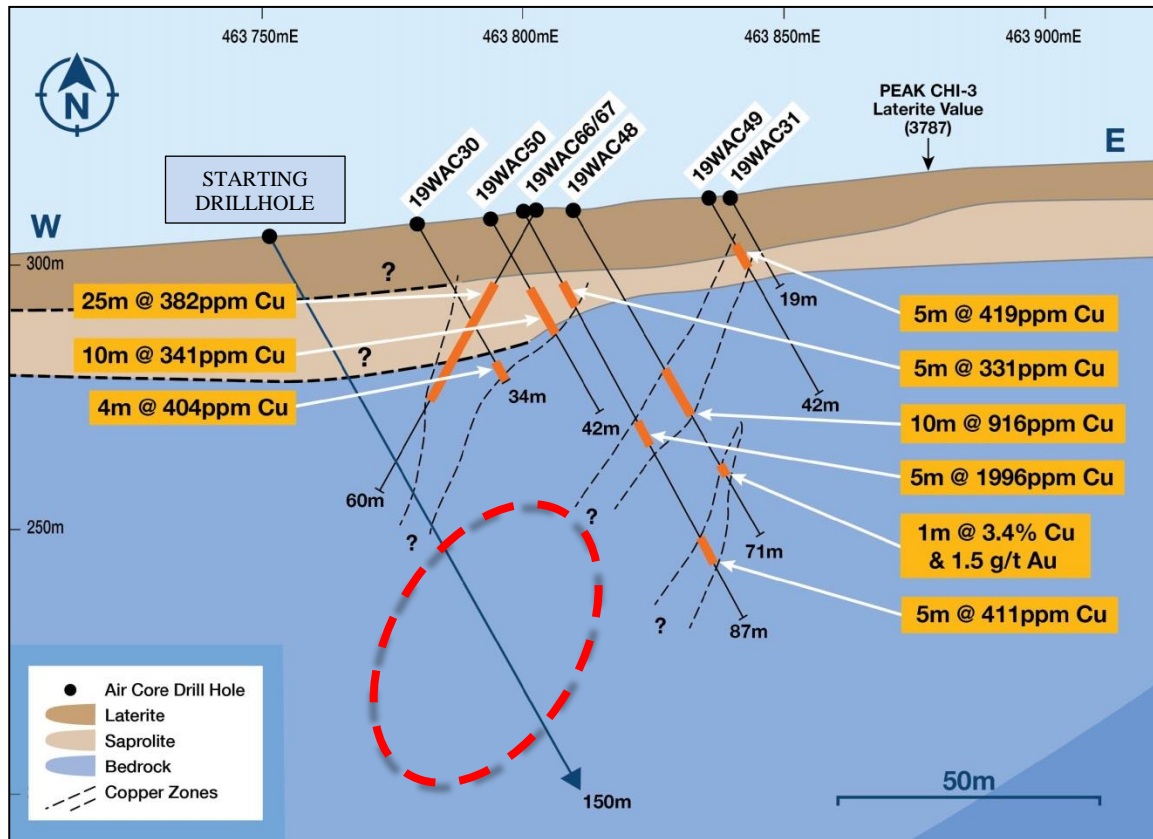 463 750mE
463 800mE
463 850mE
463 900mE
N
STARTING
DRILLHOLE
19WAC30
19WAC50
19WAC66/67
19WAC48
19WAC49
19WAC31
PEAK CHI-3
Laterite Value
(3787)
W
E
300m
250m
?
?
?
?
?
25m @ 382ppm Cu
10m @ 341ppm Cu
4m @ 404ppm Cu
5m @ 419ppm Cu
5m @ 331ppm Cu
10m @ 916ppm Cu
5m @ 1996ppm Cu
1m @ 3.4% Cu
& 1.5 g/t Au
5m @ 411ppm Cu
19m
34m
42m
42m
60m
71m
87m
150m
Air Core Drill Hole
Laterite
Saprolite
Bedrock
Copper Zones
50m